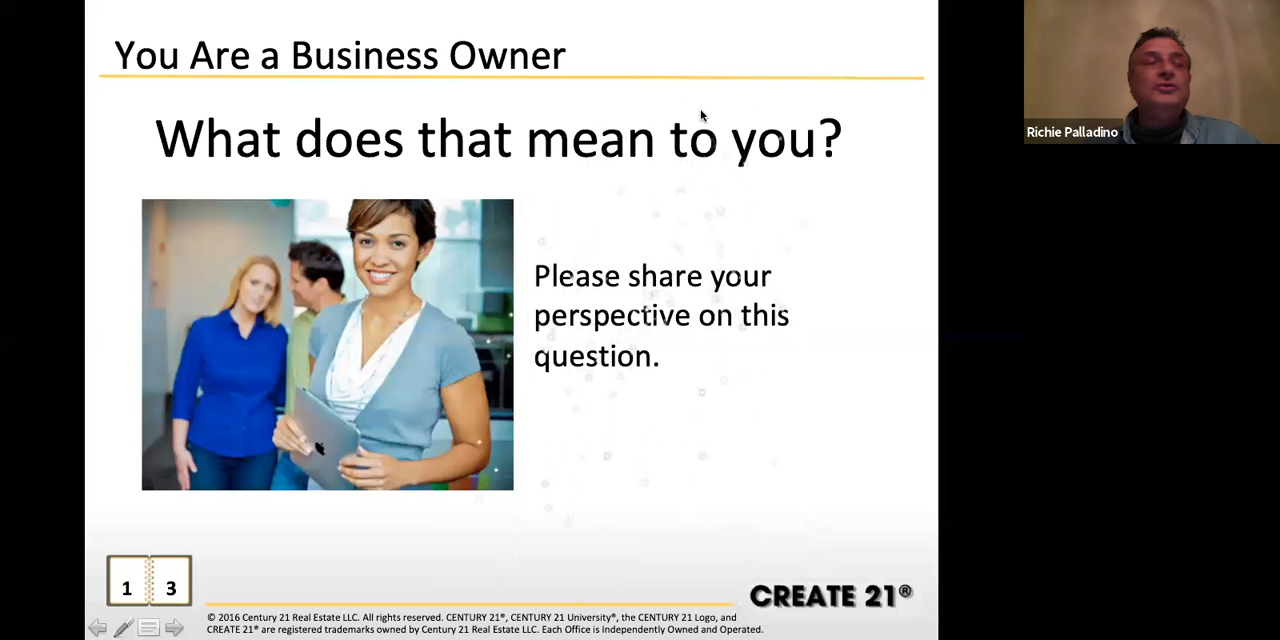 You Are a Business Owner
What does that mean to you?
Please share your
perspective on this
question.
Richie Palladino
1 3
CREATE 21®
© 2016 Century 21 Real Estate LLC. All rights reserved. CENTURY 21®, CENTURY 21 University®, the CENTURY 21 Logo, and
CREATE 21® are registered trademarks owned by Century 21 Real Estate LLC. Each Office is Independently Owned and Operated.